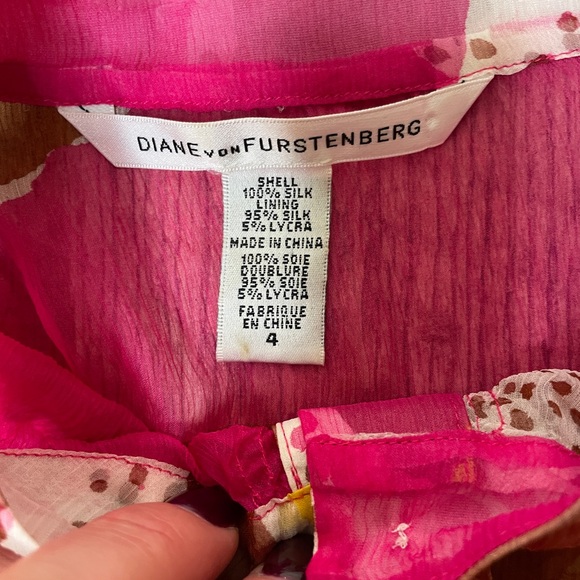 DIANE VON FURSTENBERG
SHELL
100% SILK
LINING
95% SILK
5% LYCRA
MADE IN CHINA
100% SOIE
DOUBLURE
95% SOIE
5% LYCRA
FABRIQUE
EN CHINE
4